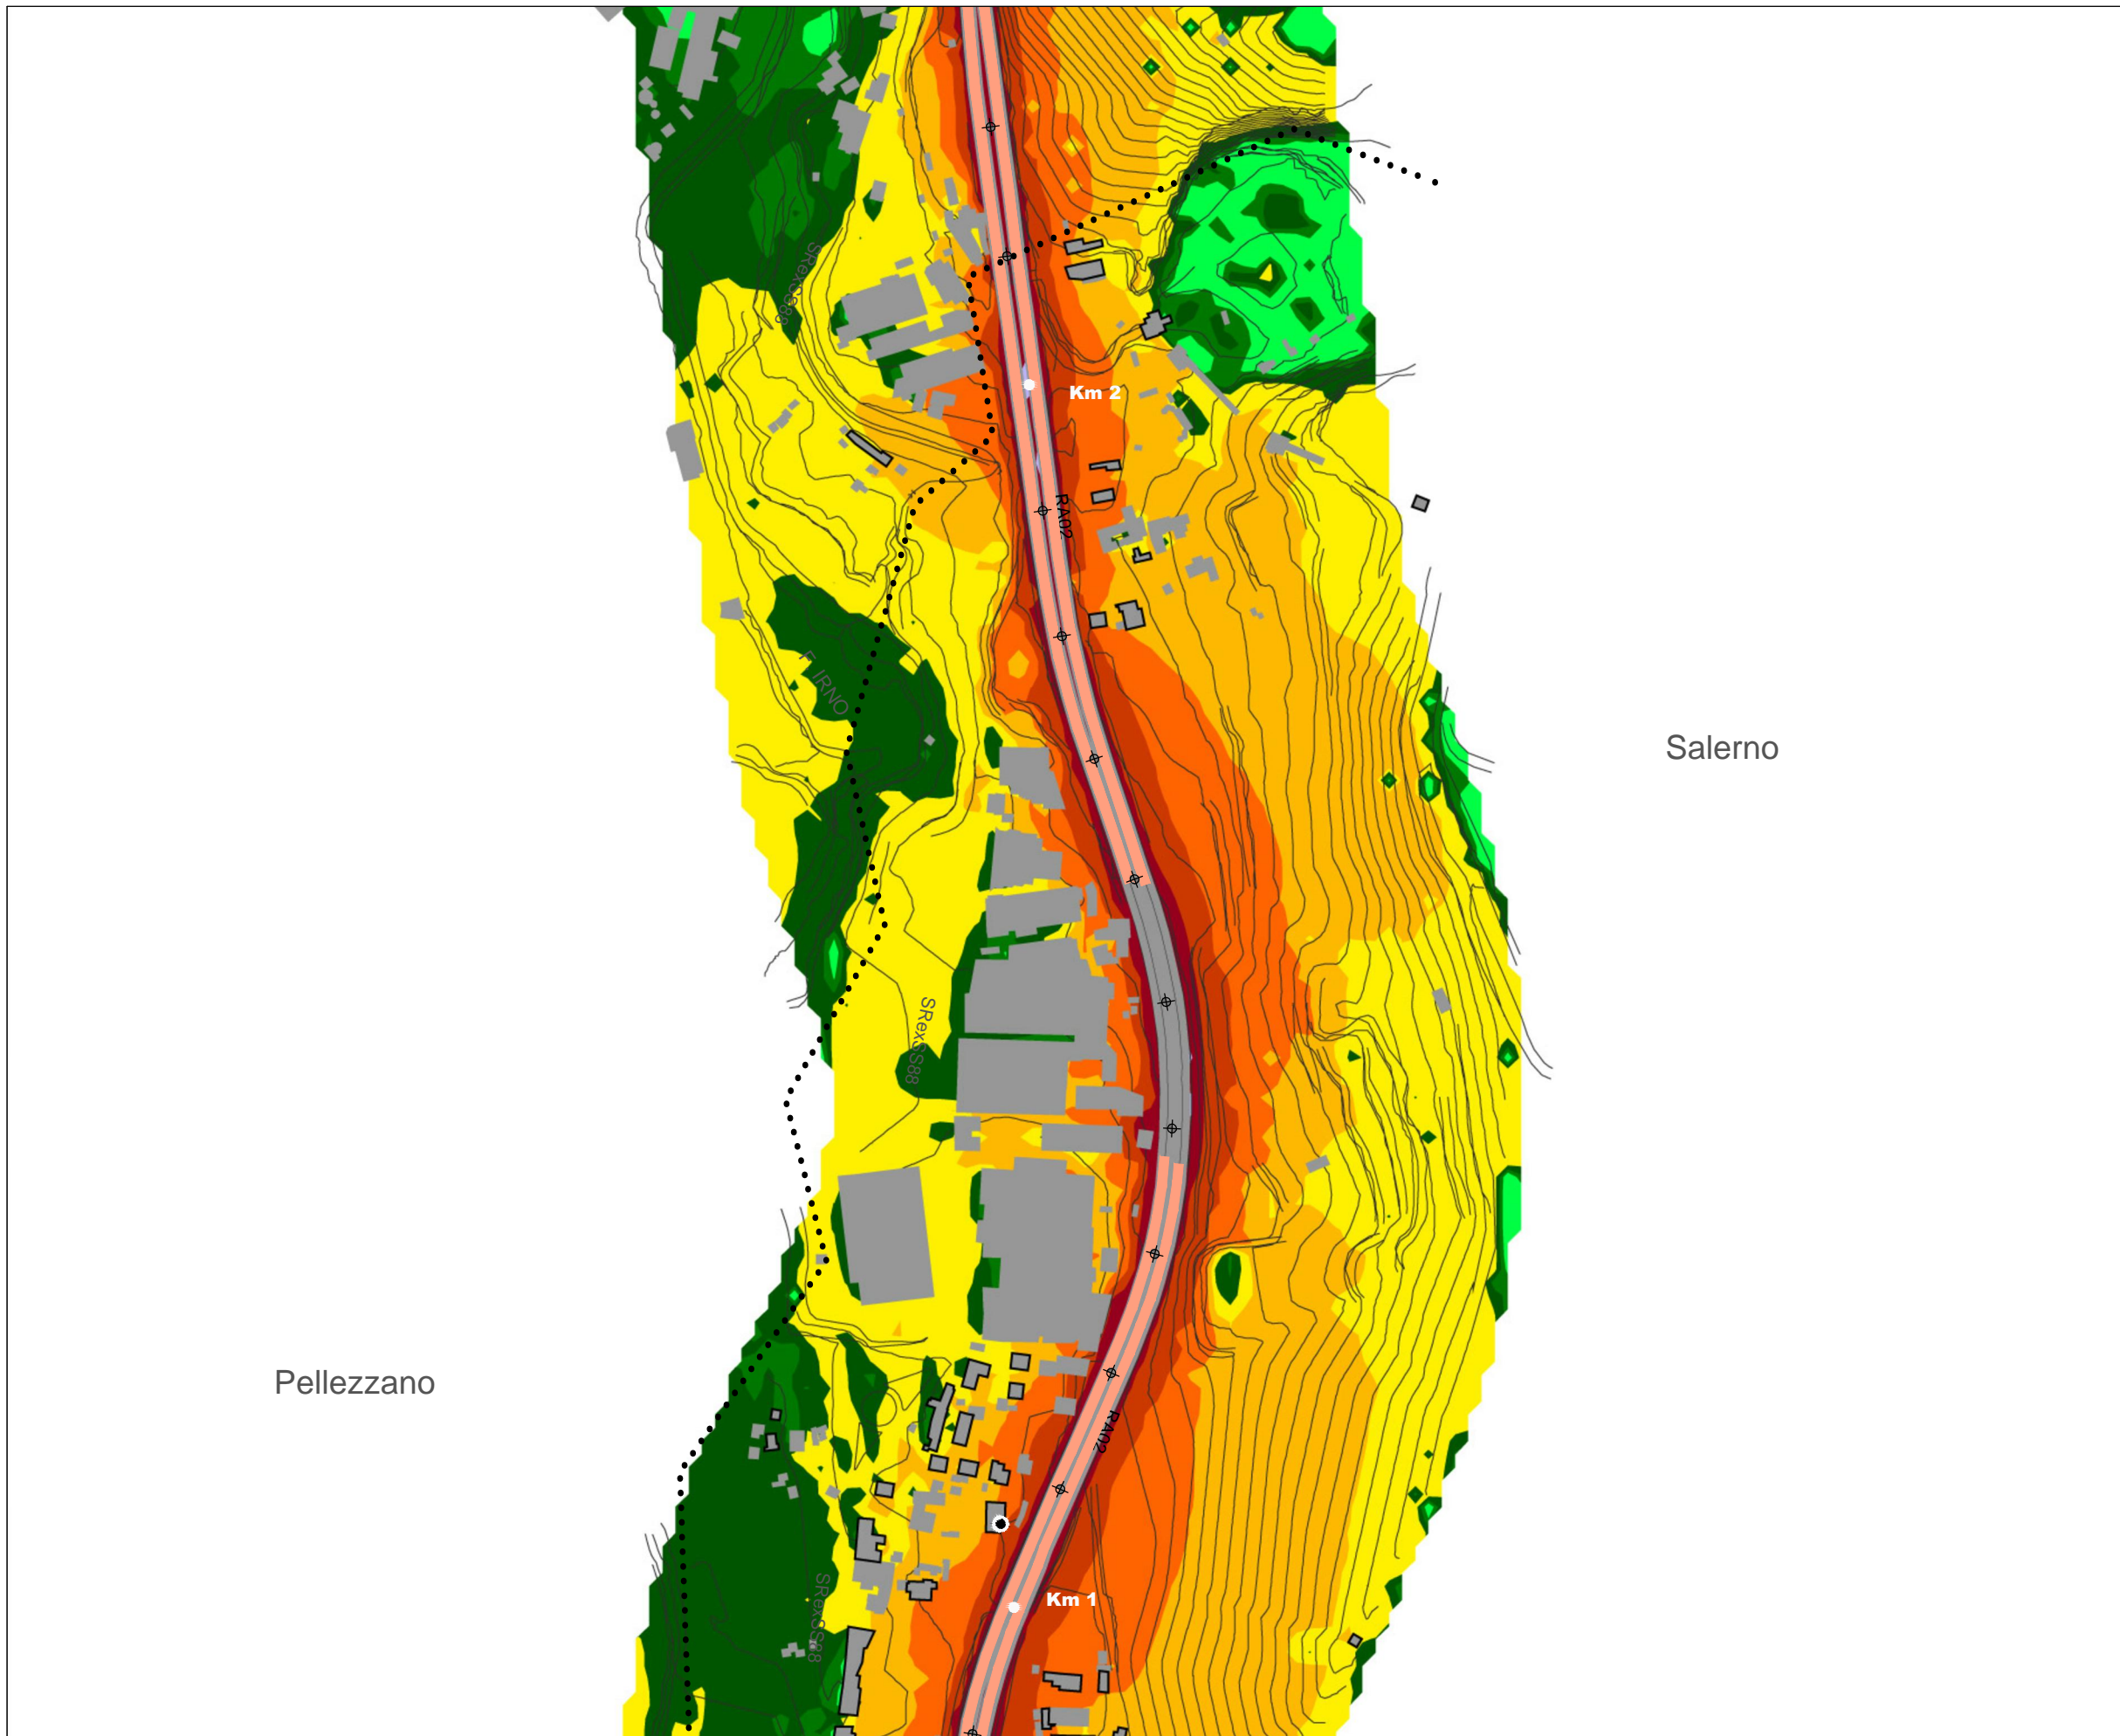 SRexSS88
Km 2
RA02
F. IRNO
Salerno
SRexSS88
Pellezzano
RA02
Km 1
SRexSS88